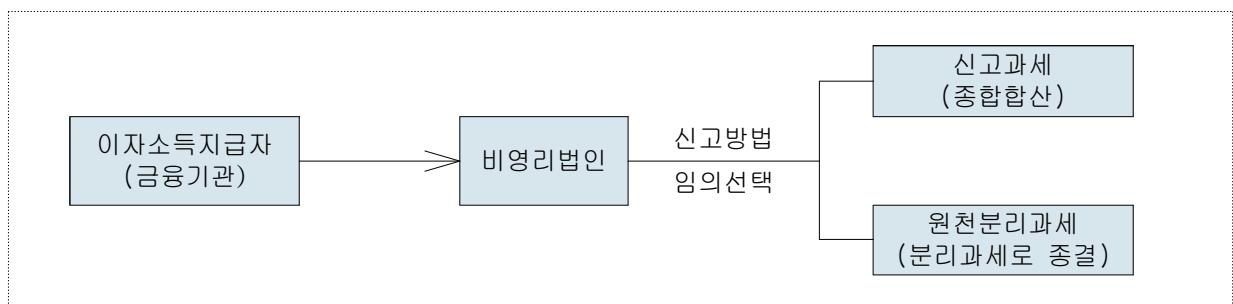 이자소득지급자
(금융기관)
비영리법인
신고방법
임의선택
신고과세
(종합합산)
원천분리과세
(분리과세로 종결)